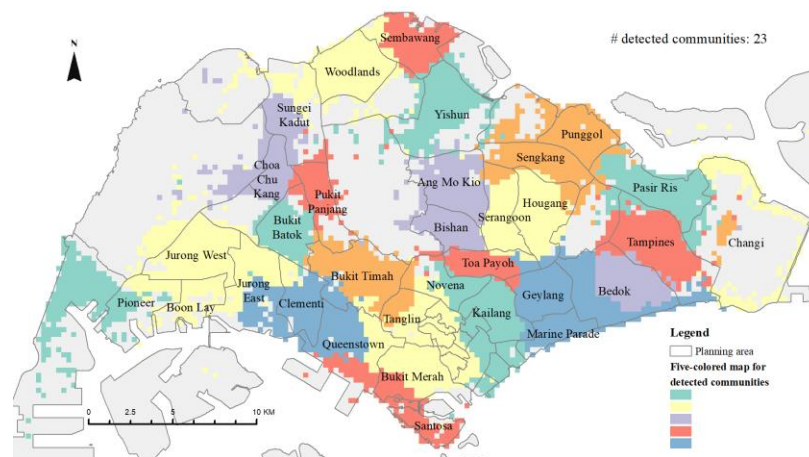 N
# detected communities: 23
Sembawang
Woodlands
Yishun
Sungei
Kadut
Punggol
Sengkang
Choa
Chu
Kang
Pukit
Panjang
Ang Mo Kio
Pasir Ris
Hougang
Serangoon
Bukit
Batok
Bishan
Tampines
Changi
Jurong West
Toa Payoh
Bukit Timah
Novena
Bedok
Jurong
East
Pioneer
Boon Lay
Clementi
Geylang
Kailang
Tanglin
Marine Parade
Queenstown
Bukit Merah
Santosa
Legend
Planning area
Five-colored map for
detected communities
0 2.5 5 10 KM